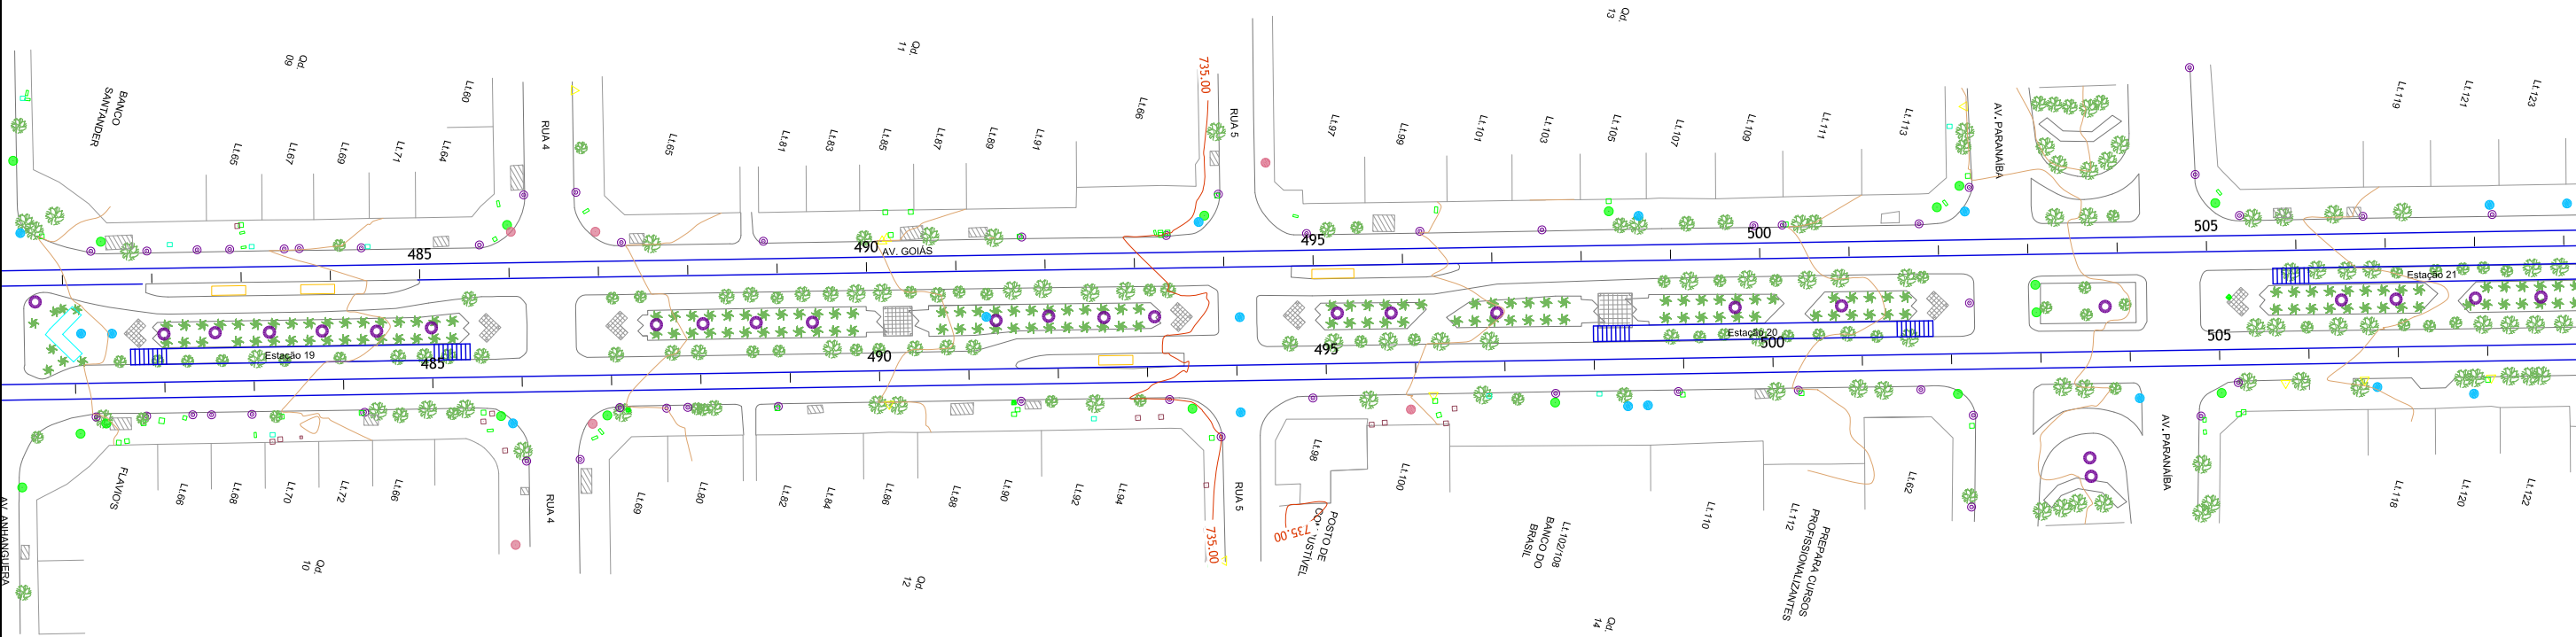 Qd.
09
Qd.
11
Qd.
13
BANCO
SANTANDER
Lt.65
Lt.67
Lt.69
Lt.71
Lt.64
Lt.60
RUA 4
Lt.65
Lt.81
Lt.83
Lt.85
Lt.87
Lt.89
Lt.91
Lt.66
735.00
RUA 5
Lt.97
Lt.99
Lt.101
Lt.103
Lt.105
Lt.107
Lt.109
Lt.111
Lt.113
AV. PARANAÍBA
Lt.119
Lt.121
Lt.123
485
490
AV. GOIÁS
495
500
505
Estação 19
Estação 20
Estação 21
485
490
495
500
505
AV. ANHANGUERA
FLAVIO'S
Lt.66
Lt.68
Lt.70
Lt.72
Lt.66
RUA 4
Lt.69
Lt.80
Lt.82
Lt.84
Lt.86
Lt.88
Lt.90
Lt.92
Lt.94
735.00
RUA 5
Lt.98
735.00
POSTO DE
Lt.100
Lt.102/108
BANCO DO
BRASIL
Lt.110
Lt.112
PREPARA CURSOS
PROFISSIONALIZANTES
Lt.62
AV. PARANAÍBA
Lt.118
Lt.120
Lt.122
Qd.
10
Qd.
12
Qd.
14